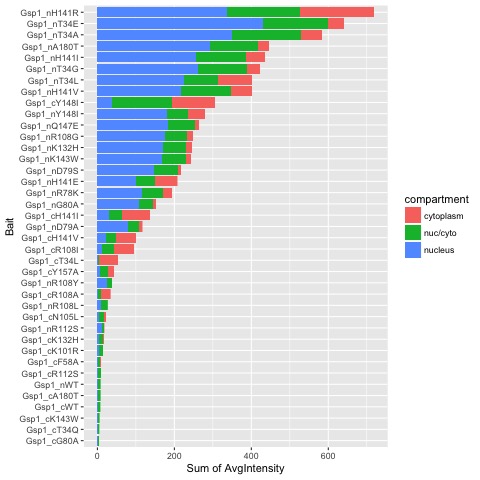 Bait
Gsp1_nH141R
Gsp1_nT34E
Gsp1_nT34A
Gsp1_nA180T
Gsp1_nH141I
Gsp1_nT34G
Gsp1_nT34L
Gsp1_nH141V
Gsp1_cY148I
Gsp1_nY148I
Gsp1_nQ147E
Gsp1_nR108G
Gsp1_nK132H
Gsp1_nK143W
Gsp1_nD79S
Gsp1_nH141E
Gsp1_nR78K
Gsp1_nG80A
Gsp1_cH141I
Gsp1_nD79A
Gsp1_cH141V
Gsp1_cR108I
Gsp1_cT34L
Gsp1_cY157A
Gsp1_nR108Y
Gsp1_cR108A
Gsp1_nR108L
Gsp1_cN105L
Gsp1_nR112S
Gsp1_cK132H
Gsp1_cK101R
Gsp1_cF58A
Gsp1_cR112S
Gsp1_nWT
Gsp1_cA180T
Gsp1_cWT
Gsp1_cK143W
Gsp1_cT34Q
Gsp1_cG80A
0 200 400 600
Sum of AvgIntensity
compartment
cytoplasm
nuc/cyto
nucleus